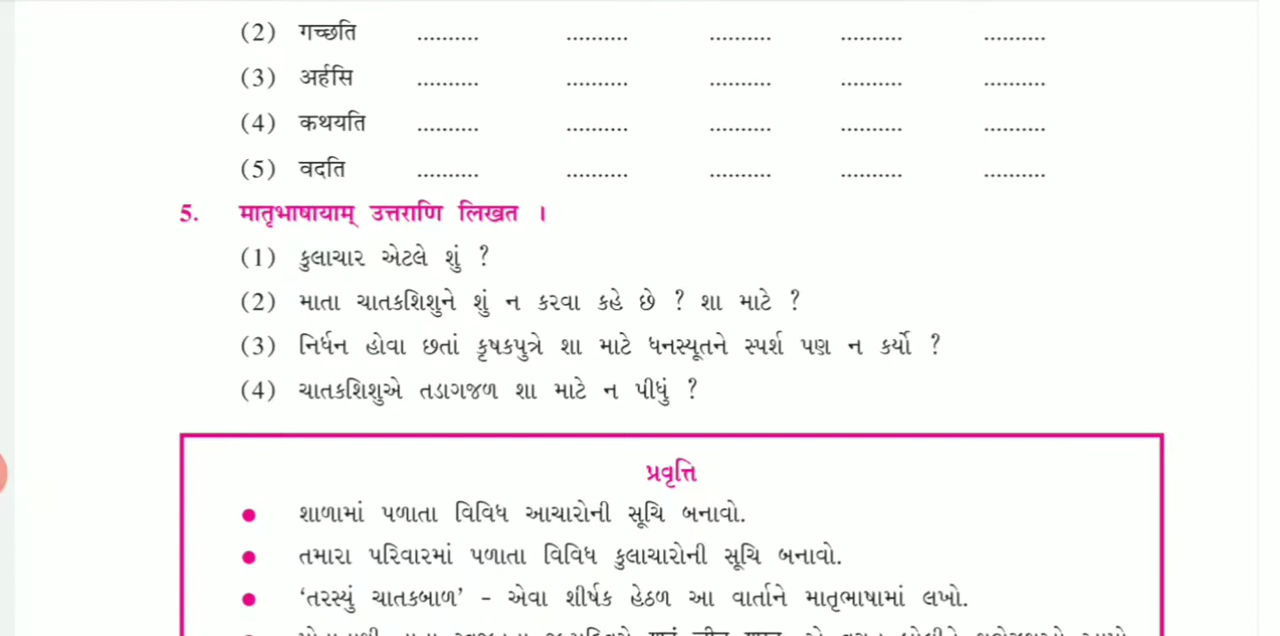 (2) गच्छति .......... .......... .......... .......... ..........
(3) अर्हसि .......... .......... .......... .......... ..........
(4) कथयति .......... .......... .......... .......... ..........
(5) वदति .......... .......... .......... .......... ..........
5. मातृभाषायाम् उत्तराणि लिखत ।
(1) કુલાચાર એટલે શું ?
(2) માતા ચાતકશિશુને શું ન કરવા કહે છે ? શા માટે ?
(3) નિર્ધન હોવા છતાં કૃષકપુત્રે શા માટે ધનસ્યૂતને સ્પર્શ પણ ન કર્યો ?
(4) ચાતકશિશુએ તડાગજળ શા માટે ન પીધું ?
પ્રવૃત્તિ
● શાળામાં પળાતા વિવિધ આચારોની સૂચિ બનાવો.
● તમારા પરિવારમાં પળાતા વિવિધ કુલાચારોની સૂચિ બનાવો.
● ‘તરસ્યું ચાતકબાળ’ - એવા શીર્ષક હેઠળ આ વાર્તાને માતૃભાષામાં લખો.